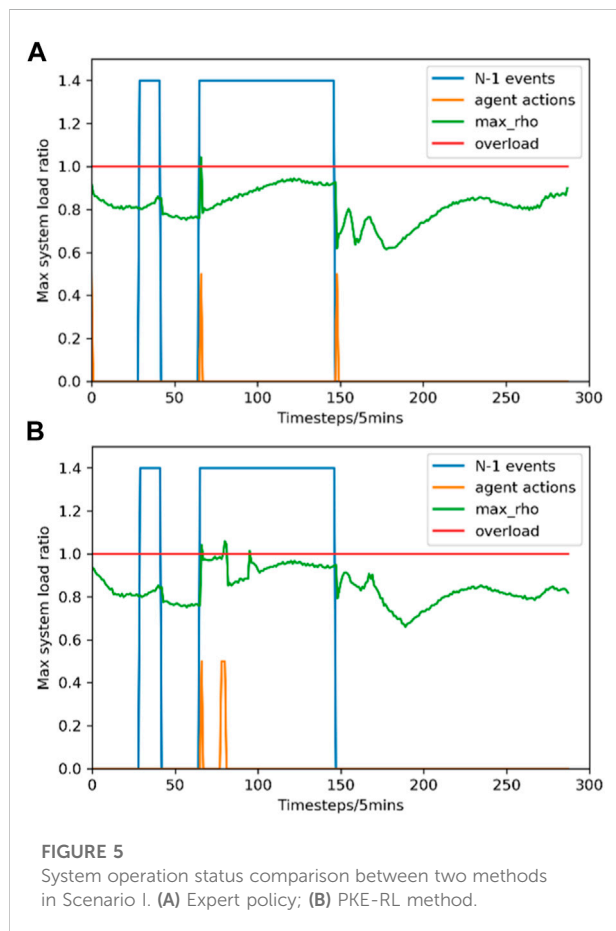 A
1.4
1.2
1.0
0.8
0.6
0.4
0.2
0.0
Max system load ratio
N-1 events
agent actions
max_rho
overload
0 50 100 150 200 250 300
Timesteps/5mins
B
1.4
1.2
1.0
0.8
0.6
0.4
0.2
0.0
Max system load ratio
N-1 events
agent actions
max_rho
overload
0 50 100 150 200 250 300
Timesteps/5mins
FIGURE 5
System operation status comparison between two methods
in Scenario I. (A) Expert policy; (B) PKE-RL method.